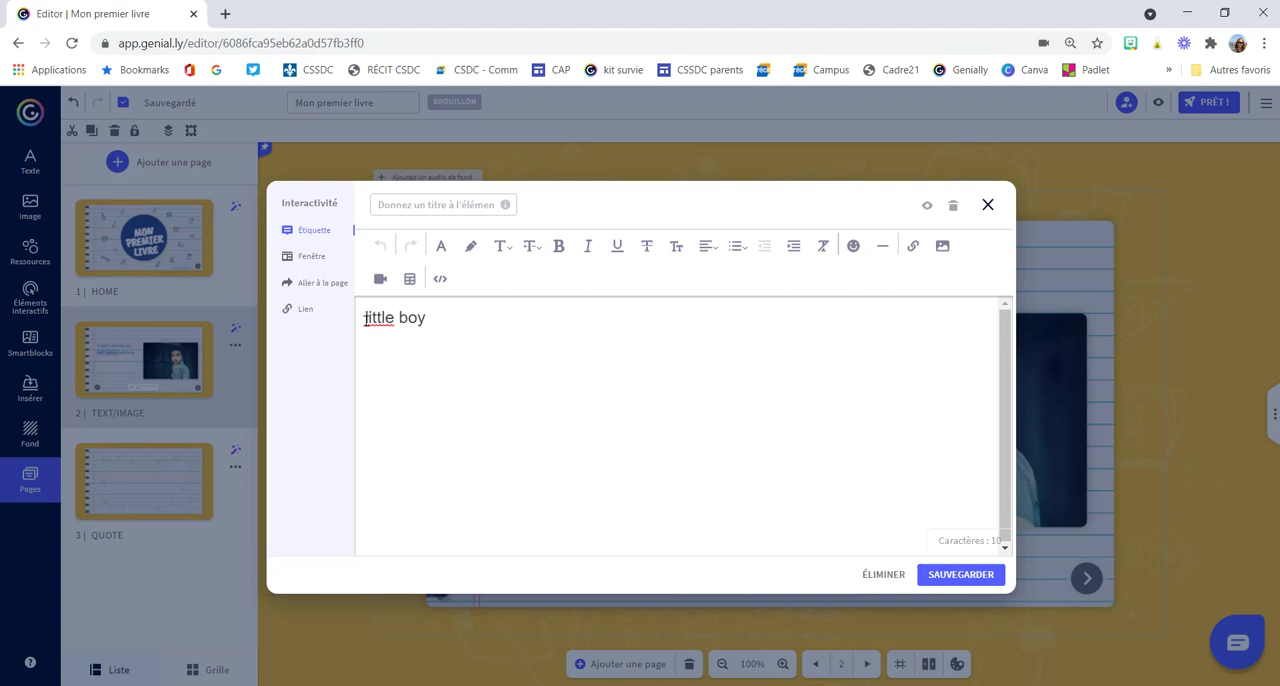 Editor | Mon premier livre
app.genial.ly/editor/6086fca95eb62a0d57fb3ff0
Applications Bookmarks CSSDC RÉCIT CSDC CSDC - Comm CAP kit survie CSSDC parents Campus Cadre21 Genially Canva Padlet » Autres favoris
Sauvegardé Mon premier livre BROUILLON PRÊT !
Texte
Image
Ressources
Éléments interactifs
Smartblocks
Insérer
Fond
Pages
Ajouter une page
MON PREMIER LIVRE
1 | HOME
2 | TEXT/IMAGE
3 | QUOTE
Liste Grille
Ajoutez un audio de fond
Interactivité
Étiquette
Fenêtre
Aller à la page
Lien
Donnez un titre à l'élémen
little boy
Caractères : 10
ÉLIMINER SAUVEGARDER
Ajouter une page 100% 2